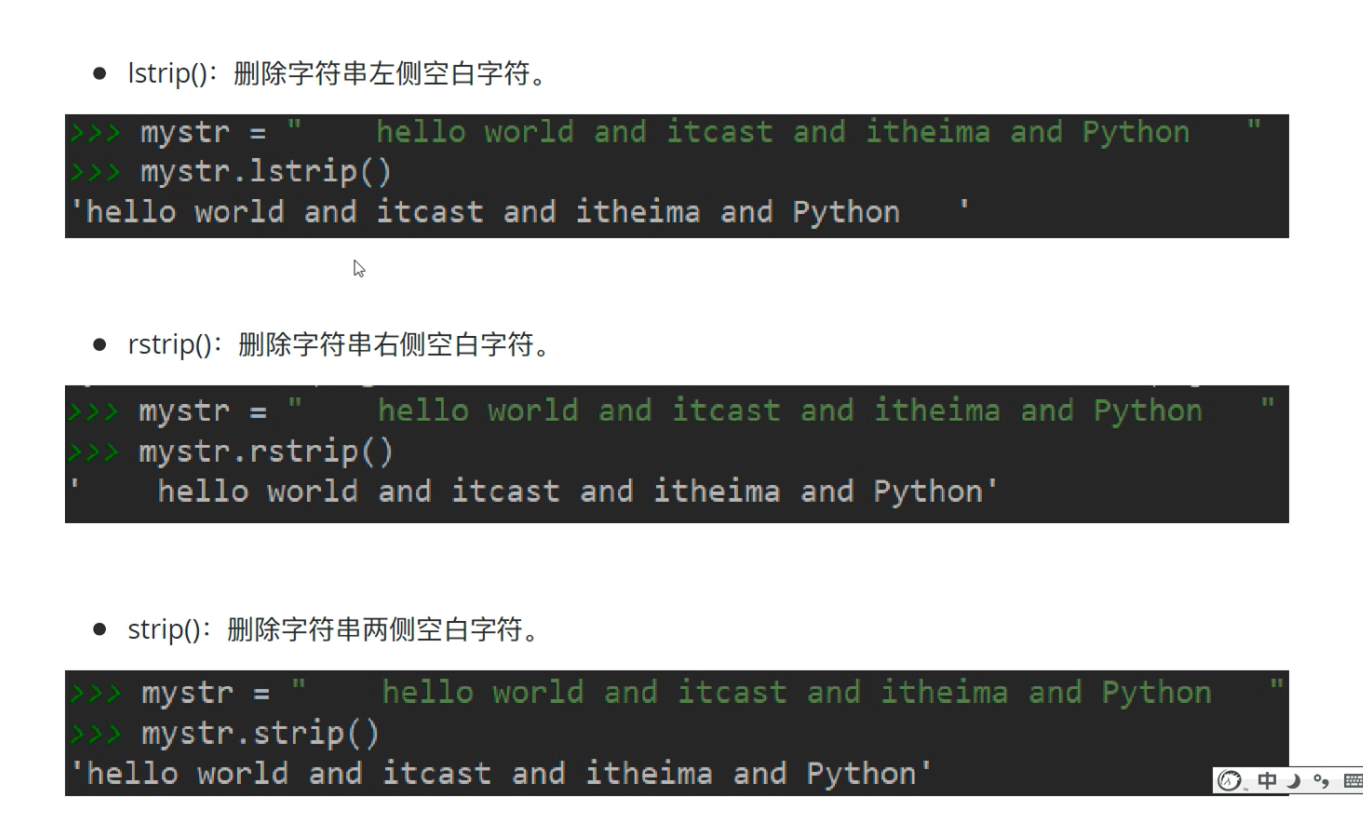 ● lstrip()：删除字符串左侧空白字符。
>>> mystr = "    hello world and itcast and itheima and Python   "
>>> mystr.lstrip()
'hello world and itcast and itheima and Python   '
● rstrip()：删除字符串右侧空白字符。
>>> mystr = "    hello world and itcast and itheima and Python   "
>>> mystr.rstrip()
'    hello world and itcast and itheima and Python'
● strip()：删除字符串两侧空白字符。
>>> mystr = "    hello world and itcast and itheima and Python   "
>>> mystr.strip()
'hello world and itcast and itheima and Python'
中